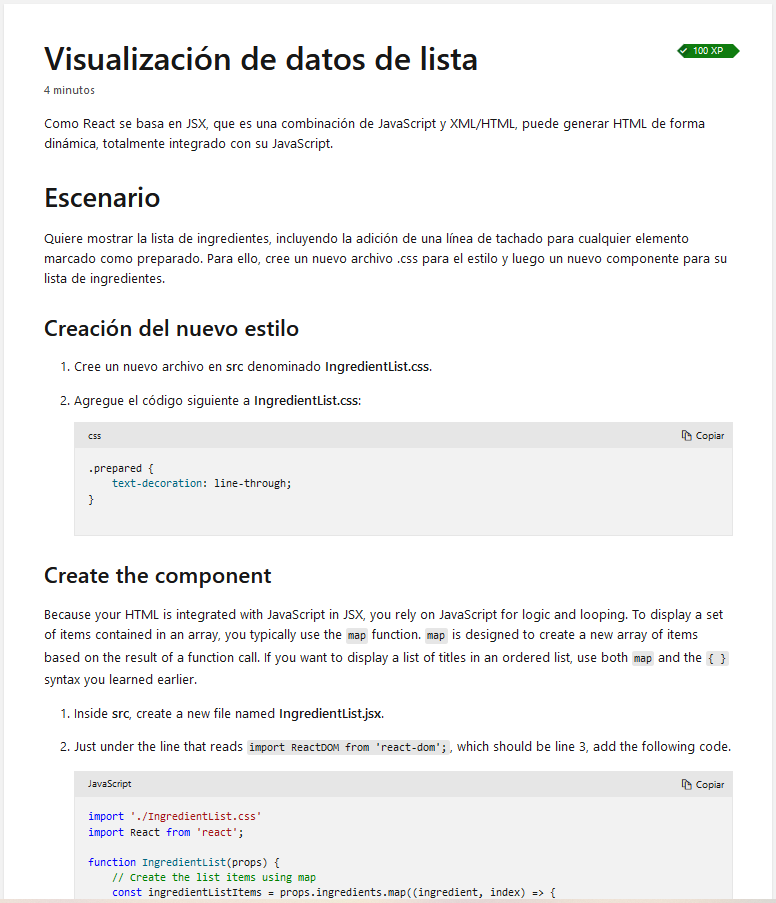 Visualización de datos de lista
100 XP
4 minutos
Como React se basa en JSX, que es una combinación de JavaScript y XML/HTML, puede generar HTML de forma
dinámica, totalmente integrado con su JavaScript.
Escenario
Quiere mostrar la lista de ingredientes, incluyendo la adición de una línea de tachado para cualquier elemento
marcado como preparado. Para ello, cree un nuevo archivo .css para el estilo y luego un nuevo componente para su
lista de ingredientes.
Creación del nuevo estilo
1. Cree un nuevo archivo en src denominado IngredientList.css.
2. Agregue el código siguiente a IngredientList.css:
css
Copiar
.prepared {
    text-decoration: line-through;
}
Create the component
Because your HTML is integrated with JavaScript in JSX, you rely on JavaScript for logic and looping. To display a set
of items contained in an array, you typically use the map function. map is designed to create a new array of items
based on the result of a function call. If you want to display a list of titles in an ordered list, use both map and the { }
syntax you learned earlier.
1. Inside src, create a new file named IngredientList.jsx.
2. Just under the line that reads import ReactDOM from 'react-dom';, which should be line 3, add the following code.
JavaScript
Copiar
import './IngredientList.css'
import React from 'react';
function IngredientList(props) {
    // Create the list items using map
    const ingredientListItems = props.ingredients.map((ingredient, index) => {